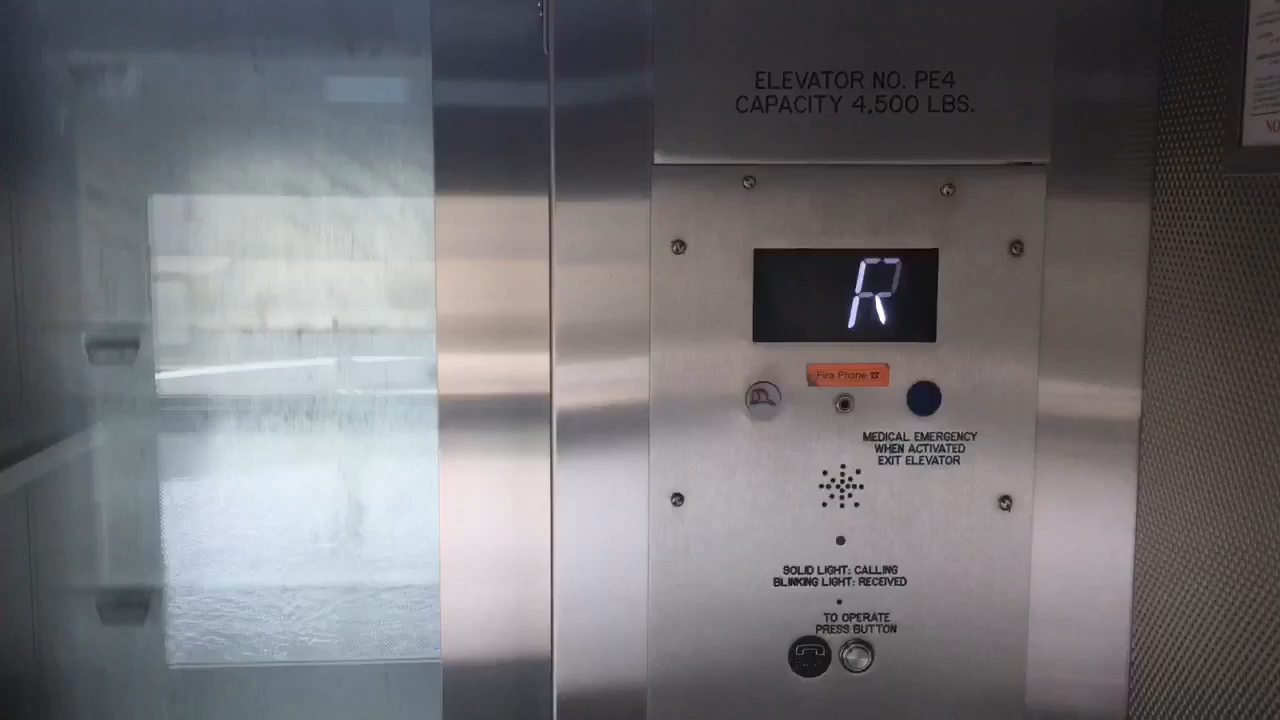 ELEVATOR NO. PE4
CAPACITY 4,500 LBS.
R
Fire Phone ☎
MEDICAL EMERGENCY
WHEN ACTIVATED
EXIT ELEVATOR
SOLID LIGHT: CALLING
BLINKING LIGHT: RECEIVED
TO OPERATE
PRESS BUTTON